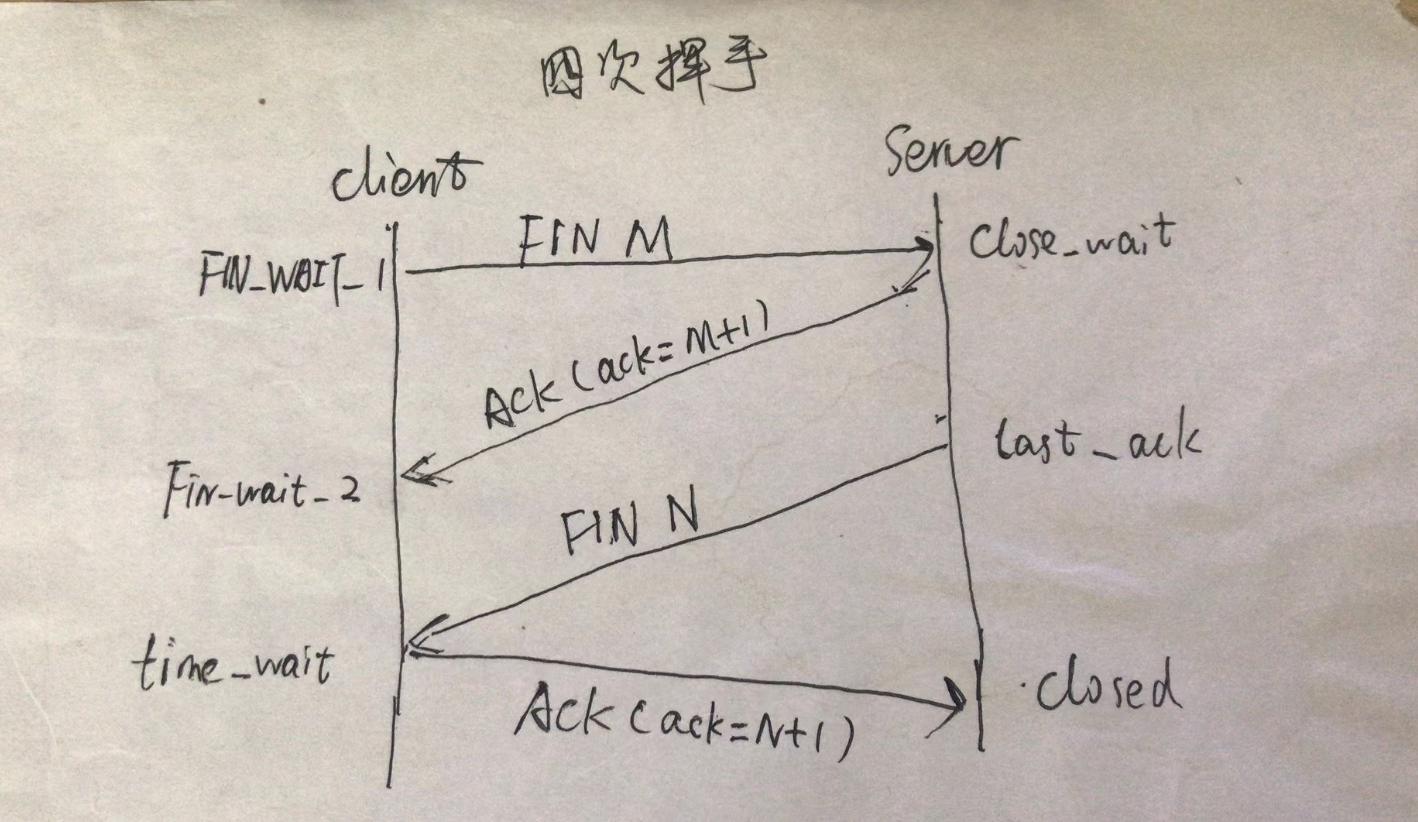 四次挥手
client
Server
FIN_WAIT_1
FIN M
Close_wait
Ack (ack=M+1)
last_ack
Fin-wait_2
FIN N
time_wait
Closed
Ack (ack=N+1)